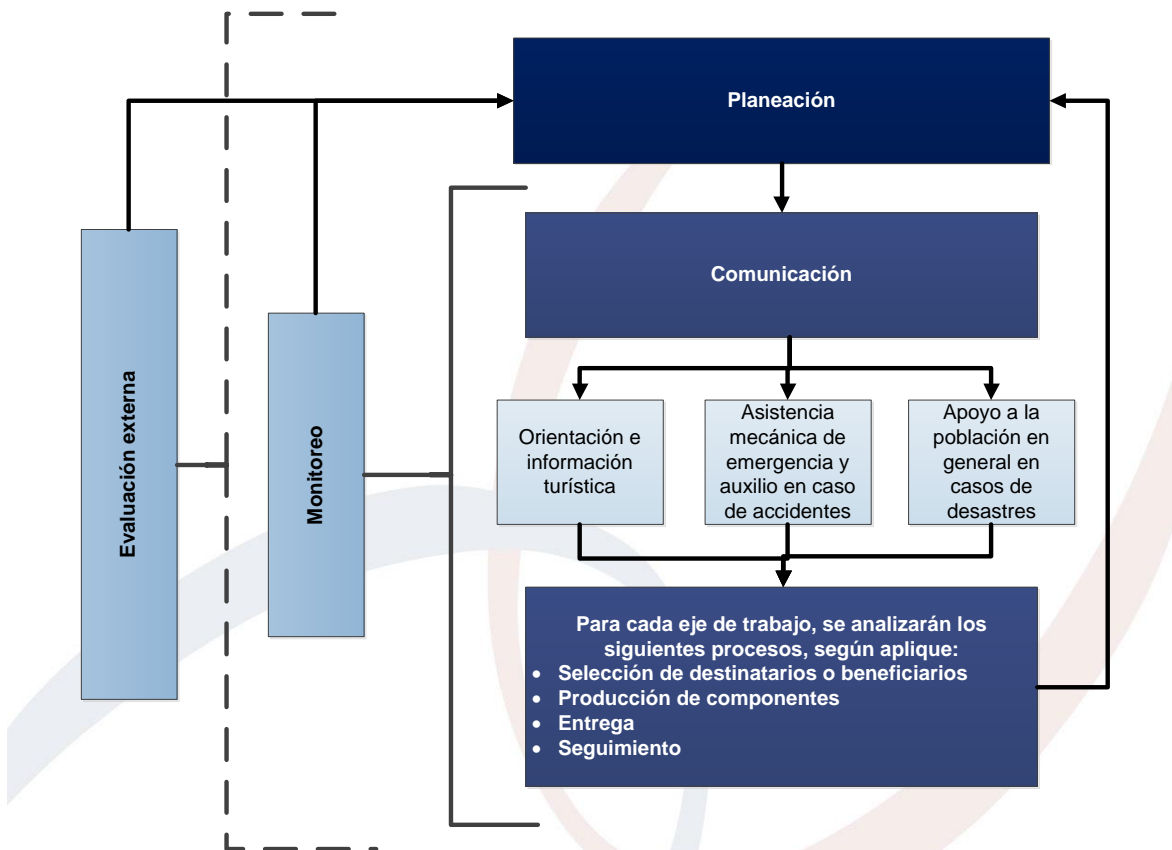 Planeación
Comunicación
Evaluación externa
Monitoreo
Orientación e
información
turística
Asistencia
mecánica de
emergencia y
auxilio en caso
de accidentes
Apoyo a la
población en
general en
casos de
desastres
Para cada eje de trabajo, se analizarán los
siguientes procesos, según aplique:
• Selección de destinatarios o beneficiarios
• Producción de componentes
• Entrega
• Seguimiento